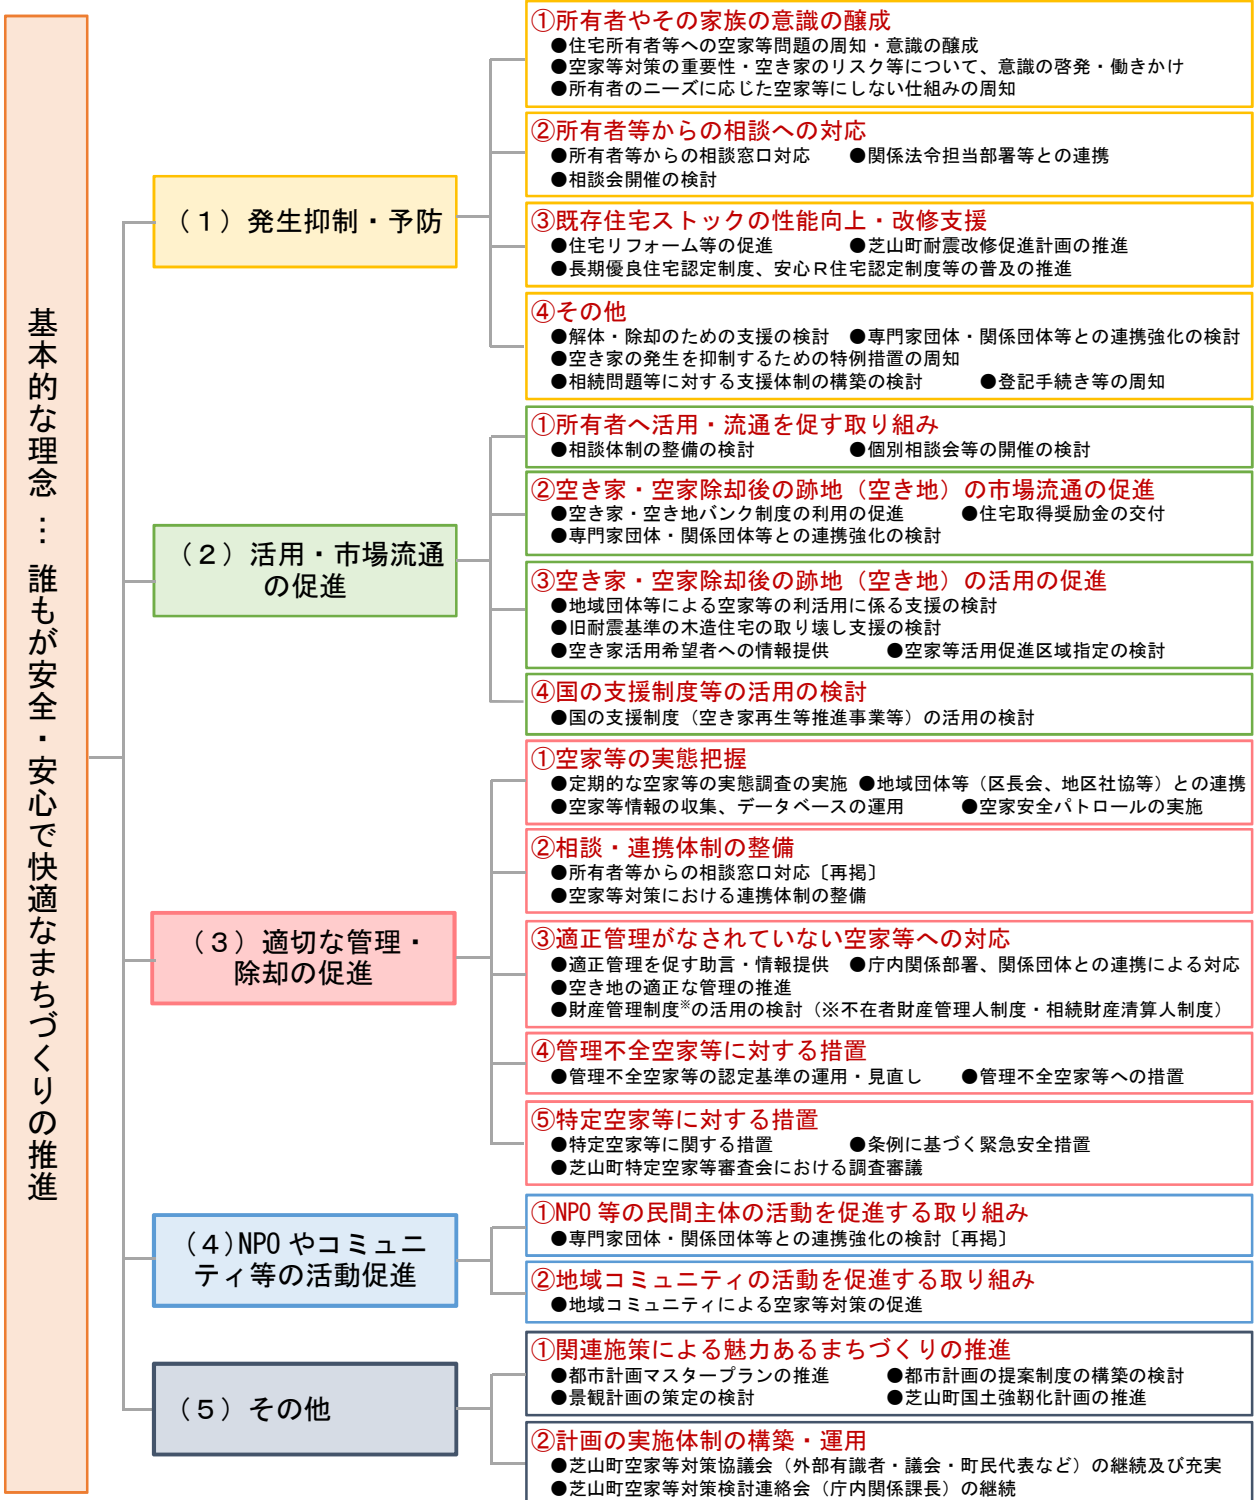 基本的な理念 … 誰もが安全・安心で快適なまちづくりの推進
（１）発生抑制・予防
①所有者やその家族の意識の醸成
●住宅所有者等への空家等問題の周知・意識の醸成
●空家等対策の重要性・空き家のリスク等について、意識の啓発・働きかけ
●所有者のニーズに応じた空家等にしない仕組みの周知
②所有者等からの相談への対応
●所有者等からの相談窓口対応　●関係法令担当部署等との連携
●相談会開催の検討
③既存住宅ストックの性能向上・改修支援
●住宅リフォーム等の促進　●芝山町耐震改修促進計画の推進
●長期優良住宅認定制度、安心Ｒ住宅認定制度等の普及の推進
④その他
●解体・除却のための支援の検討　●専門家団体・関係団体等との連携強化の検討
●空き家の発生を抑制するための特例措置の周知
●相続問題等に対する支援体制の構築の検討　●登記手続き等の周知
（２）活用・市場流通
の促進
①所有者へ活用・流通を促す取り組み
●相談体制の整備の検討　●個別相談会等の開催の検討
②空き家・空家除却後の跡地（空き地）の市場流通の促進
●空き家・空き地バンク制度の利用の促進　●住宅取得奨励金の交付
●専門家団体・関係団体等との連携強化の検討
③空き家・空家除却後の跡地（空き地）の活用の促進
●地域団体等による空家等の利活用に係る支援の検討
●旧耐震基準の木造住宅の取り壊し支援の検討
●空き家活用希望者への情報提供　●空家等活用促進区域指定の検討
④国の支援制度等の活用の検討
●国の支援制度（空き家再生等推進事業等）の活用の検討
（３）適切な管理・
除却の促進
①空家等の実態把握
●定期的な空家等の実態調査の実施　●地域団体等（区長会、地区社協等）との連携
●空家等情報の収集、データベースの運用　●空家安全パトロールの実施
②相談・連携体制の整備
●所有者等からの相談窓口対応〔再掲〕
●空家等対策における連携体制の整備
③適正管理がなされていない空家等への対応
●適正管理を促す助言・情報提供　●庁内関係部署、関係団体との連携による対応
●空き地の適正な管理の推進
●財産管理制度※の活用の検討（※不在者財産管理人制度・相続財産清算人制度）
④管理不全空家等に対する措置
●管理不全空家等の認定基準の運用・見直し　●管理不全空家等への措置
⑤特定空家等に対する措置
●特定空家等に関する措置　●条例に基づく緊急安全措置
●芝山町特定空家等審査会における調査審議
（４）NPO やコミュニ
ティ等の活動促進
①NPO 等の民間主体の活動を促進する取り組み
●専門家団体・関係団体等との連携強化の検討〔再掲〕
②地域コミュニティの活動を促進する取り組み
●地域コミュニティによる空家等対策の促進
（５）その他
①関連施策による魅力あるまちづくりの推進
●都市計画マスタープランの推進　●都市計画の提案制度の構築の検討
●景観計画の策定の検討　●芝山町国土強靱化計画の推進
②計画の実施体制の構築・運用
●芝山町空家等対策協議会（外部有識者・議会・町民代表など）の継続及び充実
●芝山町空家等対策検討連絡会（庁内関係課長）の継続